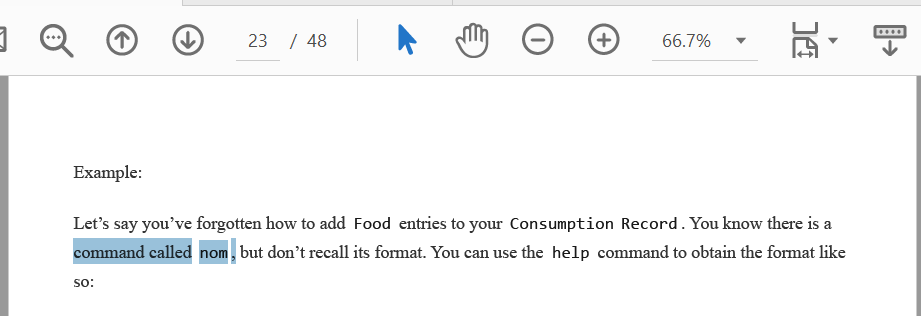 23 / 48 66.7%
Example:
Let’s say you’ve forgotten how to add Food entries to your Consumption Record. You know there is a
command called nom, but don’t recall its format. You can use the help command to obtain the format like
so: